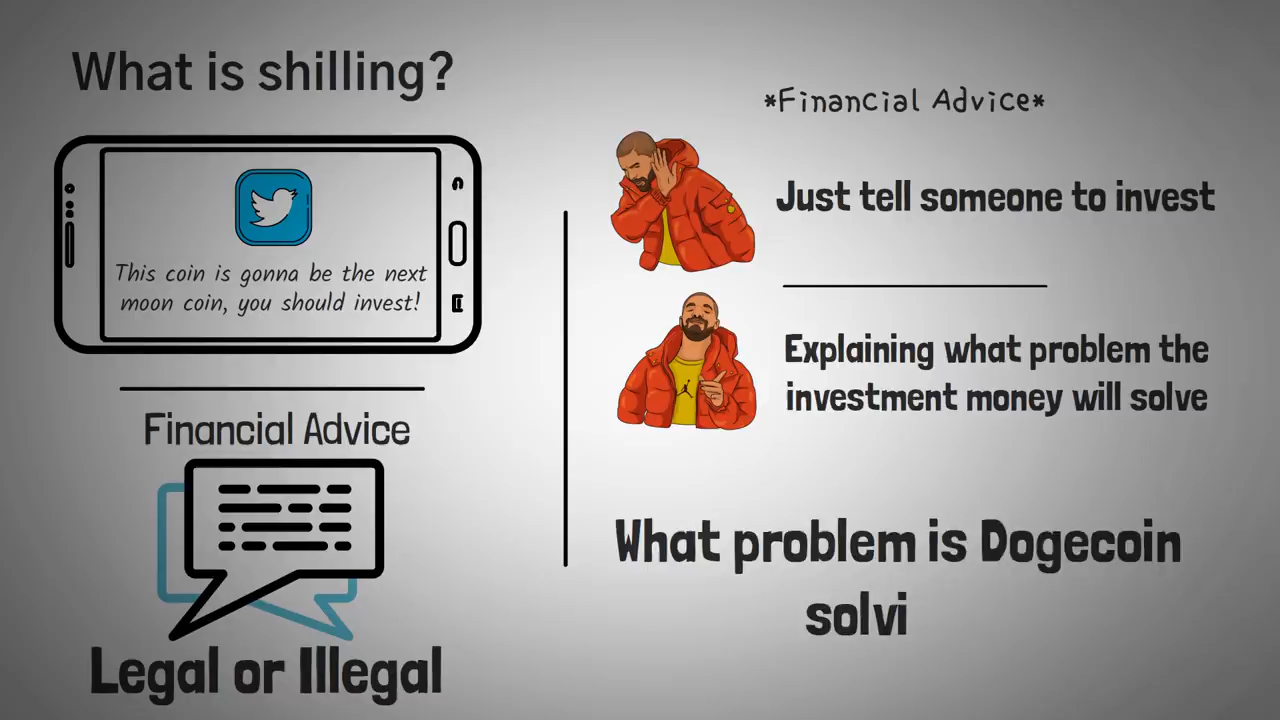 What is shilling?
This coin is gonna be the next
moon coin, you should invest!
Financial Advice
Legal or Illegal
*Financial Advice*
Just tell someone to invest
Explaining what problem the
investment money will solve
What problem is Dogecoin
solvi